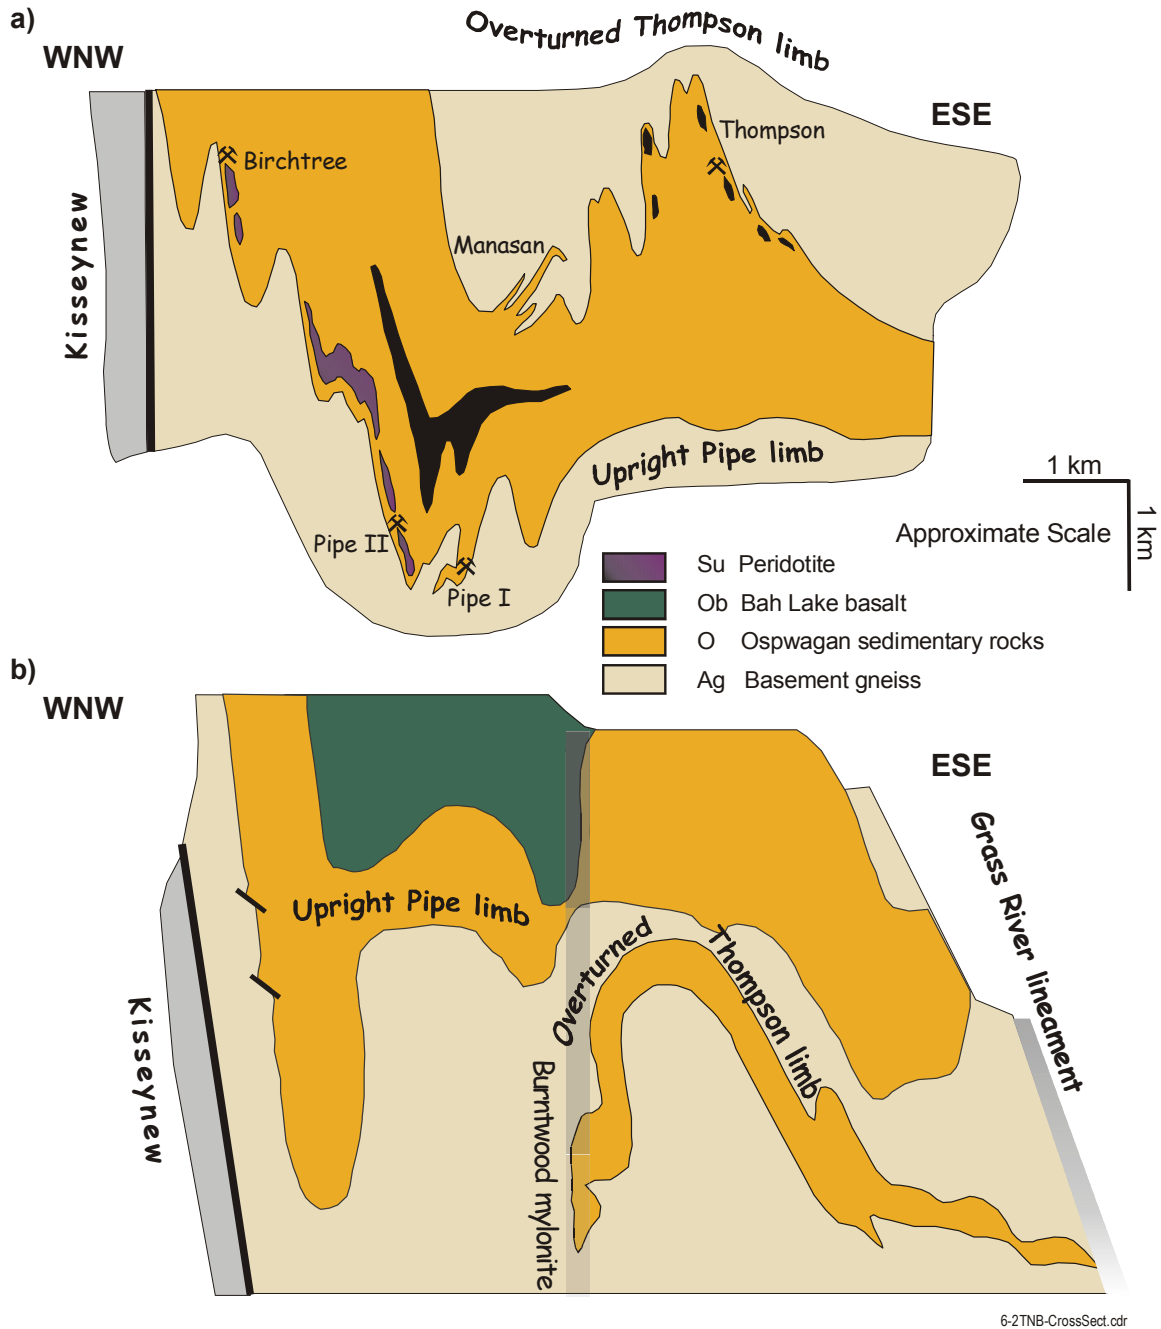 a)
WNW
Overturned Thompson limb
ESE
Kisseynew
Birchtree
Thompson
Manasan
Upright Pipe limb
1 km
1 km
Approximate Scale
Pipe II
Pipe I
Su Peridotite
Ob Bah Lake basalt
O Ospwagan sedimentary rocks
Ag Basement gneiss
b)
WNW
ESE
Grass River lineament
Upright Pipe limb
Overturned
Thompson limb
Kisseynew
Burntwood mylonite
6-2TNB-CrossSect.cdr